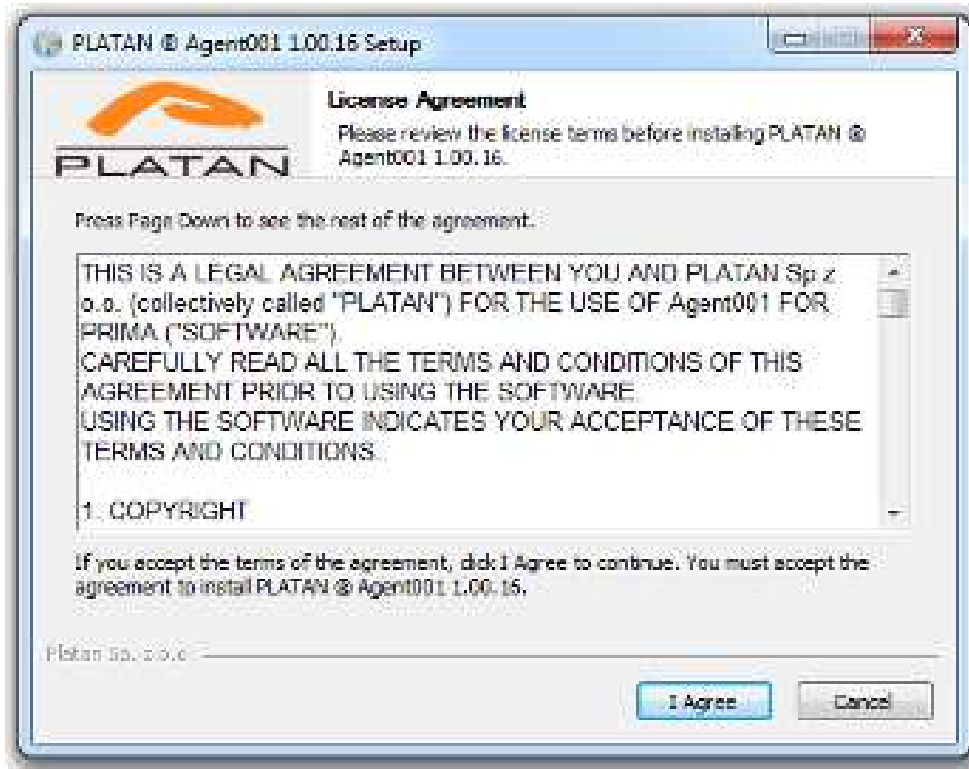 PLATAN ® Agent001 1.00.16 Setup
PLATAN
License Agreement
Please review the license terms before installing PLATAN ®
Agent001 1.00.16.
Press Page Down to see the rest of the agreement.
THIS IS A LEGAL AGREEMENT BETWEEN YOU AND PLATAN Sp.z
o.o. (collectively called "PLATAN") FOR THE USE OF Agent001 FOR
PRIMA ("SOFTWARE").
CAREFULLY READ ALL THE TERMS AND CONDITIONS OF THIS
AGREEMENT PRIOR TO USING THE SOFTWARE.
USING THE SOFTWARE INDICATES YOUR ACCEPTANCE OF THESE
TERMS AND CONDITIONS.
1. COPYRIGHT
If you accept the terms of the agreement, click I Agree to continue. You must accept the
agreement to install PLATAN ® Agent001 1.00.16.
Platan Sp. z o.o.
I Agree
Cancel